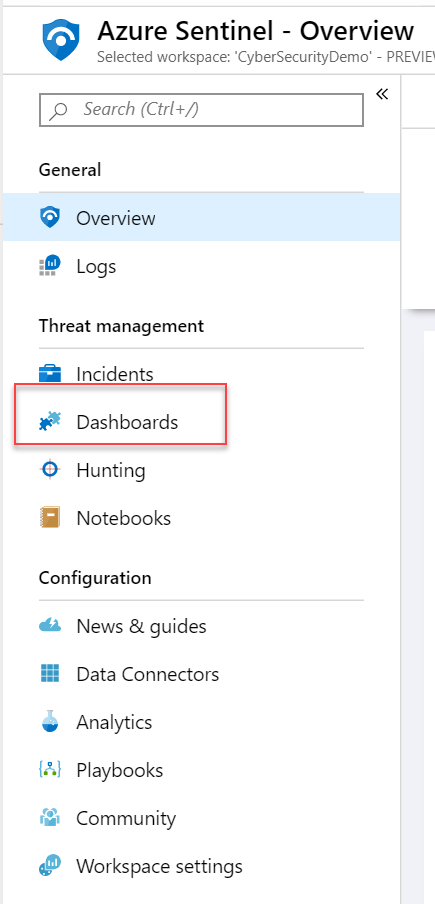 Azure Sentinel - Overview
Selected workspace: 'CyberSecurityDemo' - PREVIEW
Search (Ctrl+/)
«
General
Overview
Logs
Threat management
Incidents
Dashboards
Hunting
Notebooks
Configuration
News & guides
Data Connectors
Analytics
Playbooks
Community
Workspace settings